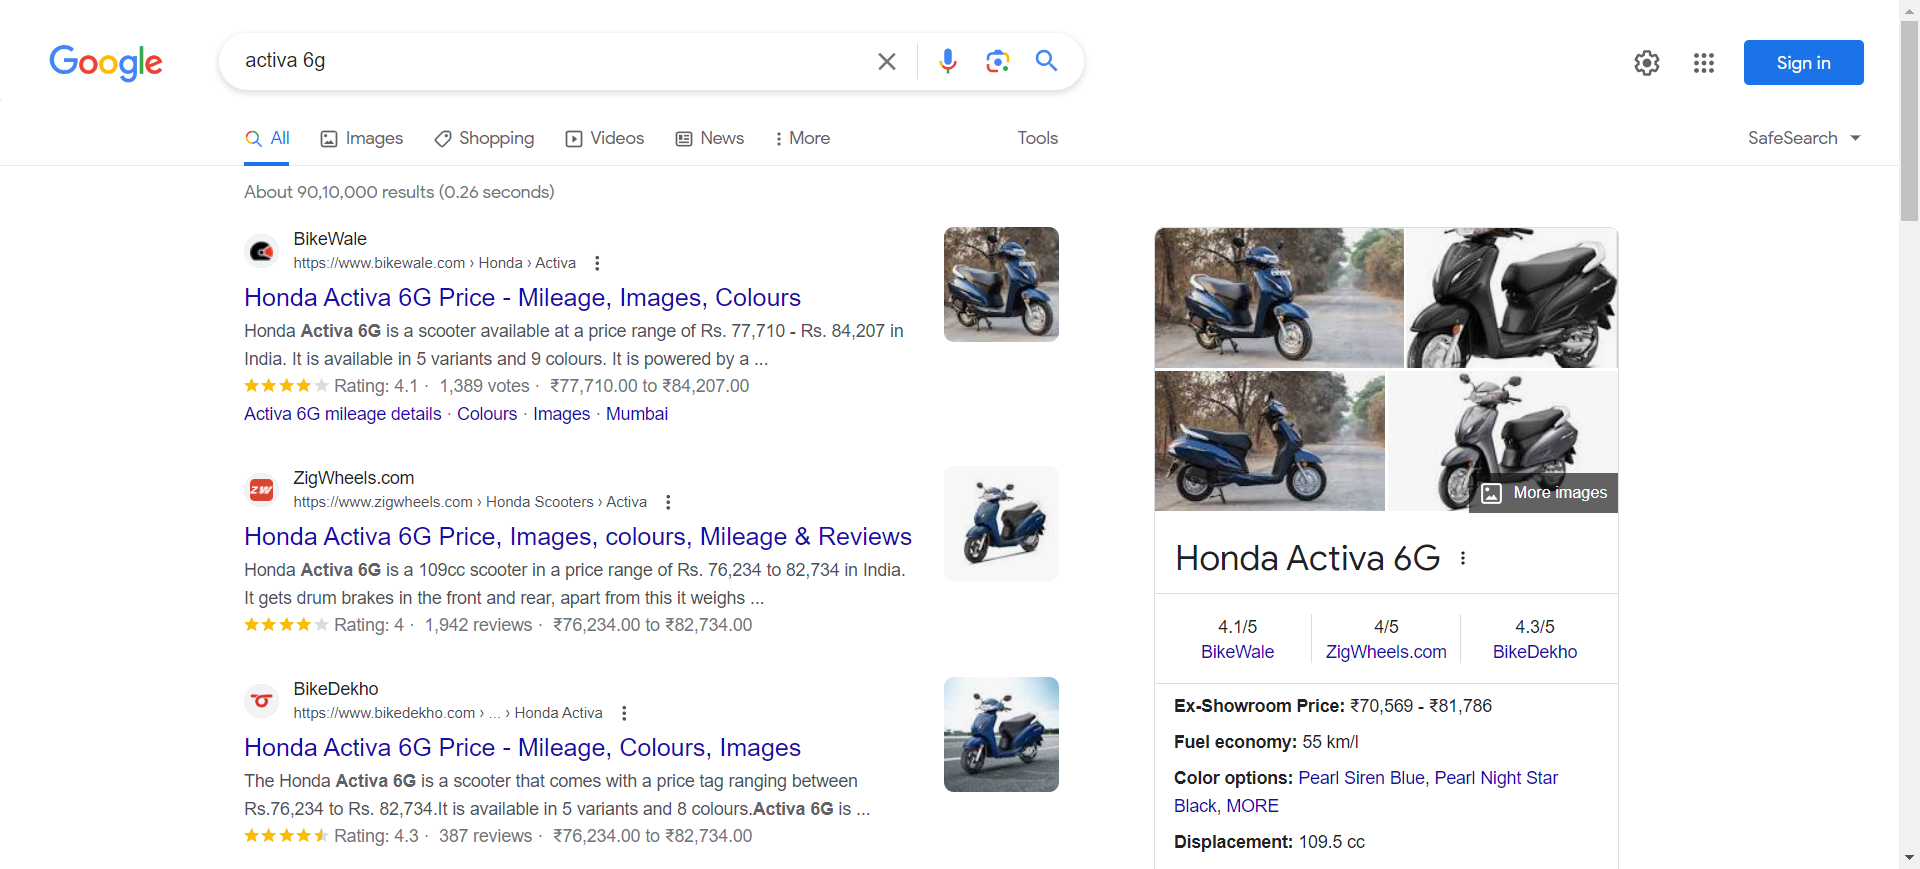 Google
activa 6g
Sign in
All
Images
Shopping
Videos
News
More
Tools
SafeSearch
About 90,10,000 results (0.26 seconds)
BikeWale
https://www.bikewale.com › Honda › Activa
Honda Activa 6G Price - Mileage, Images, Colours
Honda Activa 6G is a scooter available at a price range of Rs. 77,710 - Rs. 84,207 in
India. It is available in 5 variants and 9 colours. It is powered by a ...
Rating: 4.1 · 1,389 votes · ₹77,710.00 to ₹84,207.00
Activa 6G mileage details · Colours · Images · Mumbai
ZW
ZigWheels.com
https://www.zigwheels.com › Honda Scooters › Activa
Honda Activa 6G Price, Images, colours, Mileage & Reviews
Honda Activa 6G is a 109cc scooter in a price range of Rs. 76,234 to 82,734 in India.
It gets drum brakes in the front and rear, apart from this it weighs ...
Rating: 4 · 1,942 reviews · ₹76,234.00 to ₹82,734.00
BikeDekho
https://www.bikedekho.com › ... › Honda Activa
Honda Activa 6G Price - Mileage, Colours, Images
The Honda Activa 6G is a scooter that comes with a price tag ranging between
Rs.76,234 to Rs. 82,734.It is available in 5 variants and 8 colours.Activa 6G is ...
Rating: 4.3 · 387 reviews · ₹76,234.00 to ₹82,734.00
More images
Honda Activa 6G
4.1/5
BikeWale
4/5
ZigWheels.com
4.3/5
BikeDekho
Ex-Showroom Price: ₹70,569 - ₹81,786
Fuel economy: 55 km/l
Color options: Pearl Siren Blue, Pearl Night Star
Black, MORE
Displacement: 109.5 cc